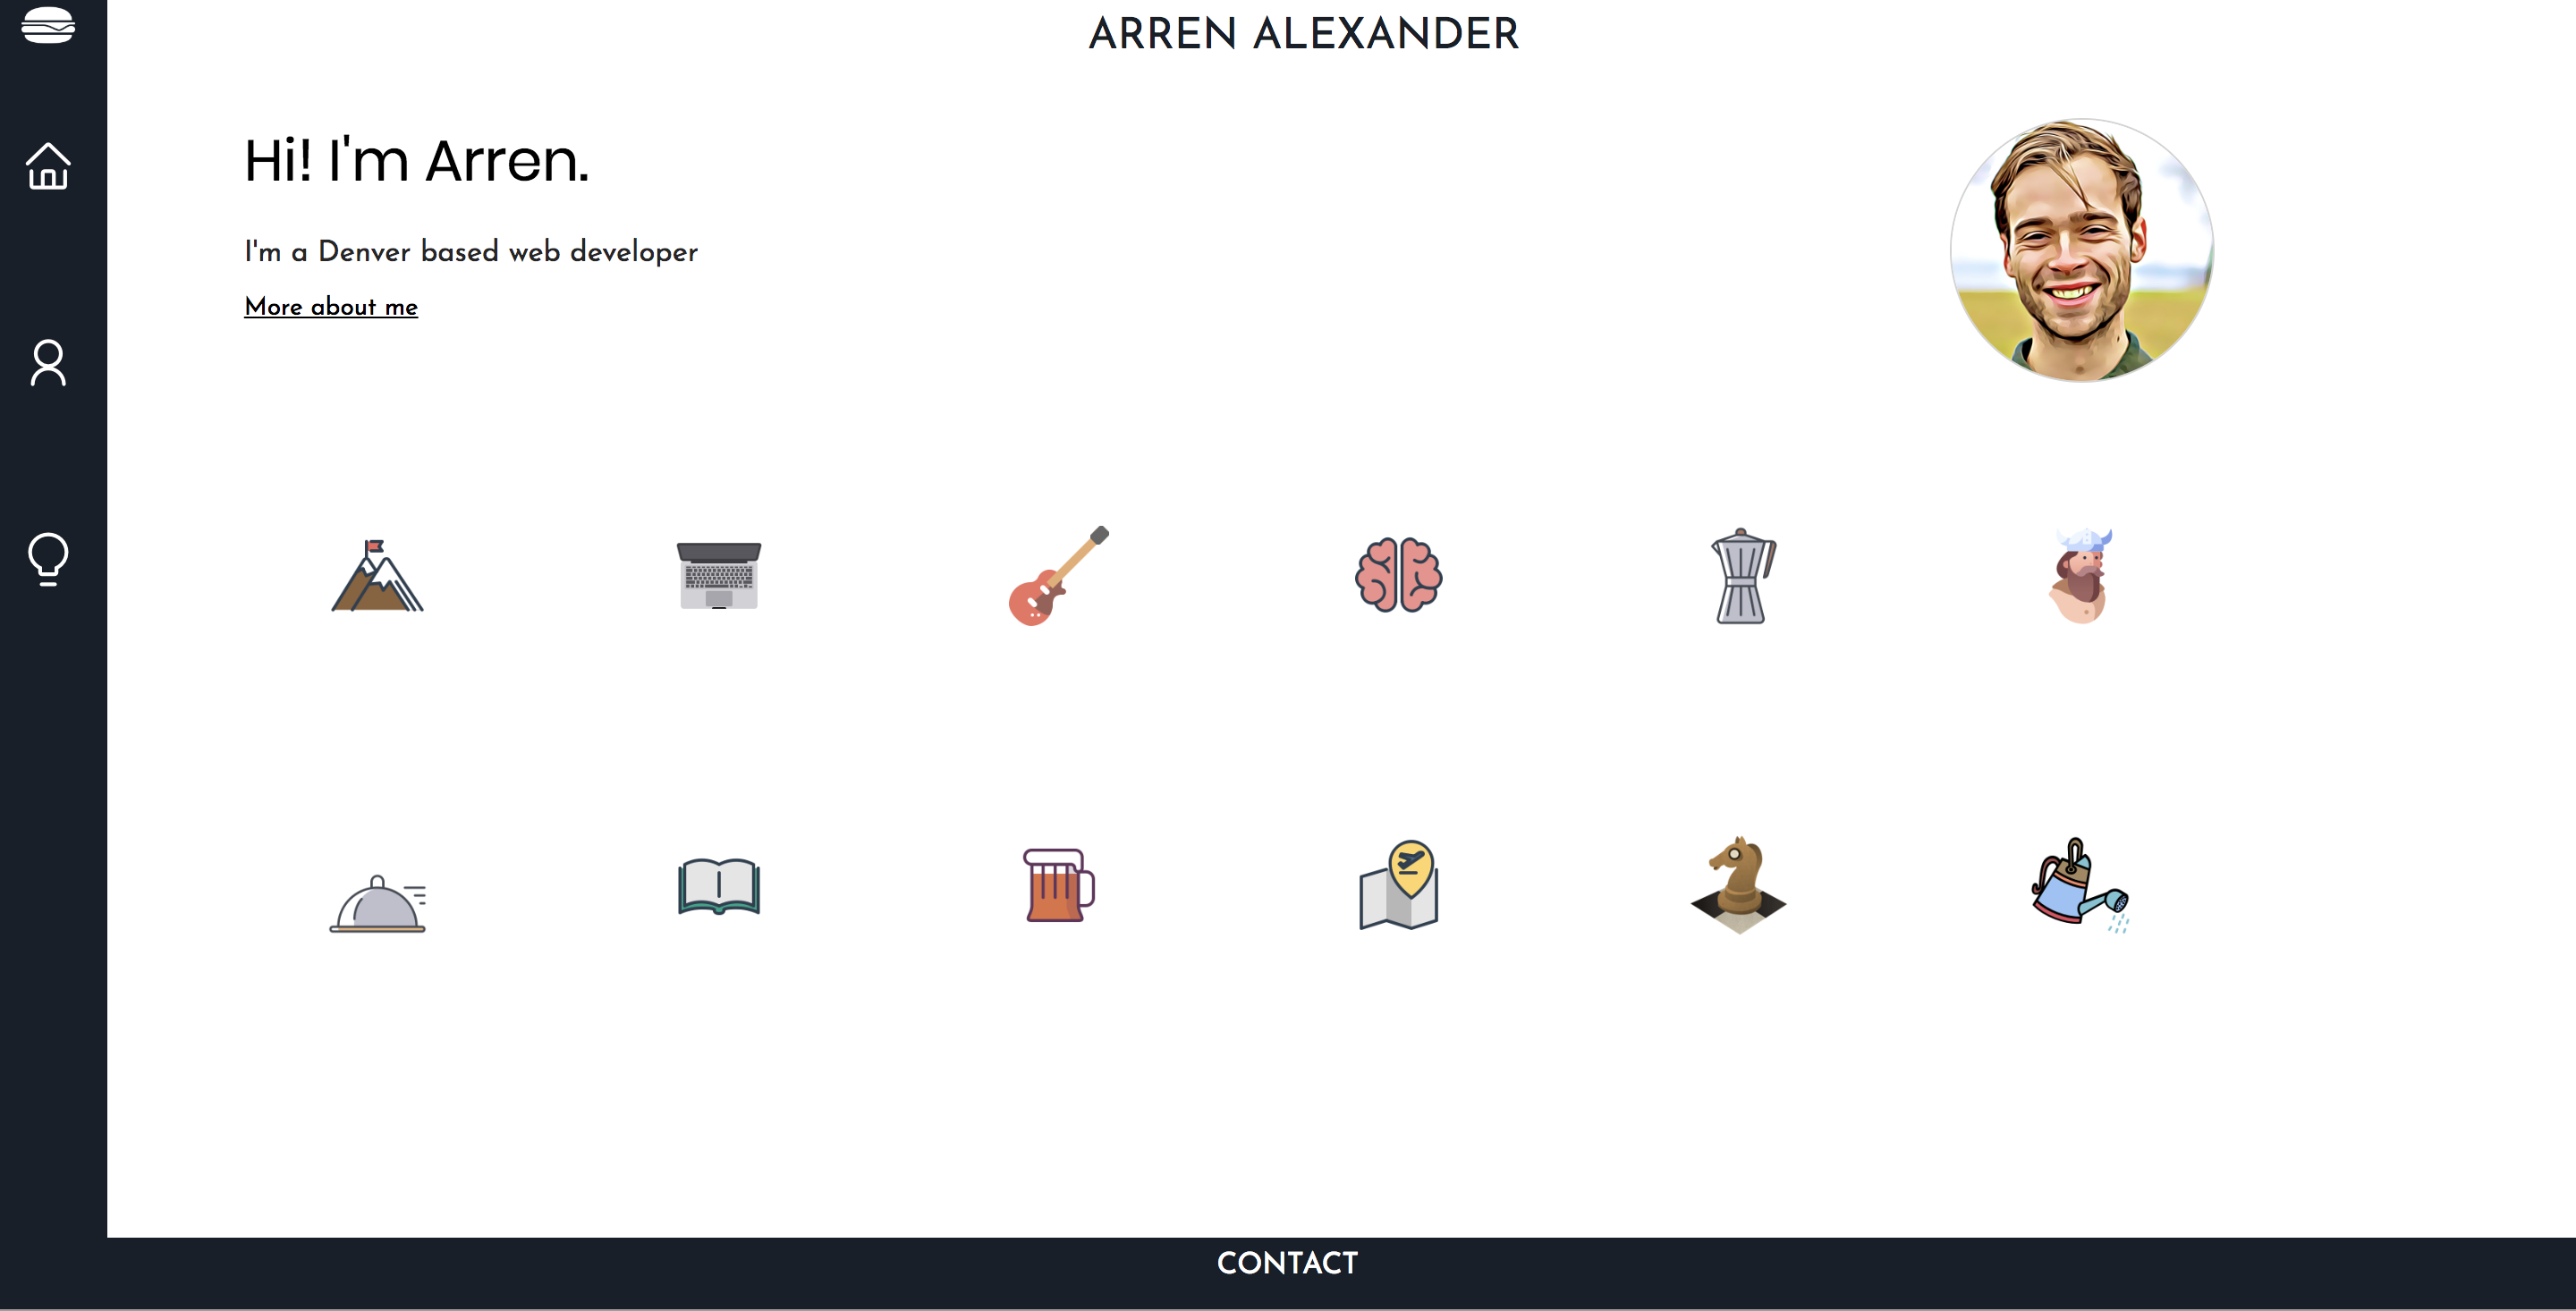 ARREN ALEXANDER
Hi! I'm Arren.
I'm a Denver based web developer
More about me
CONTACT